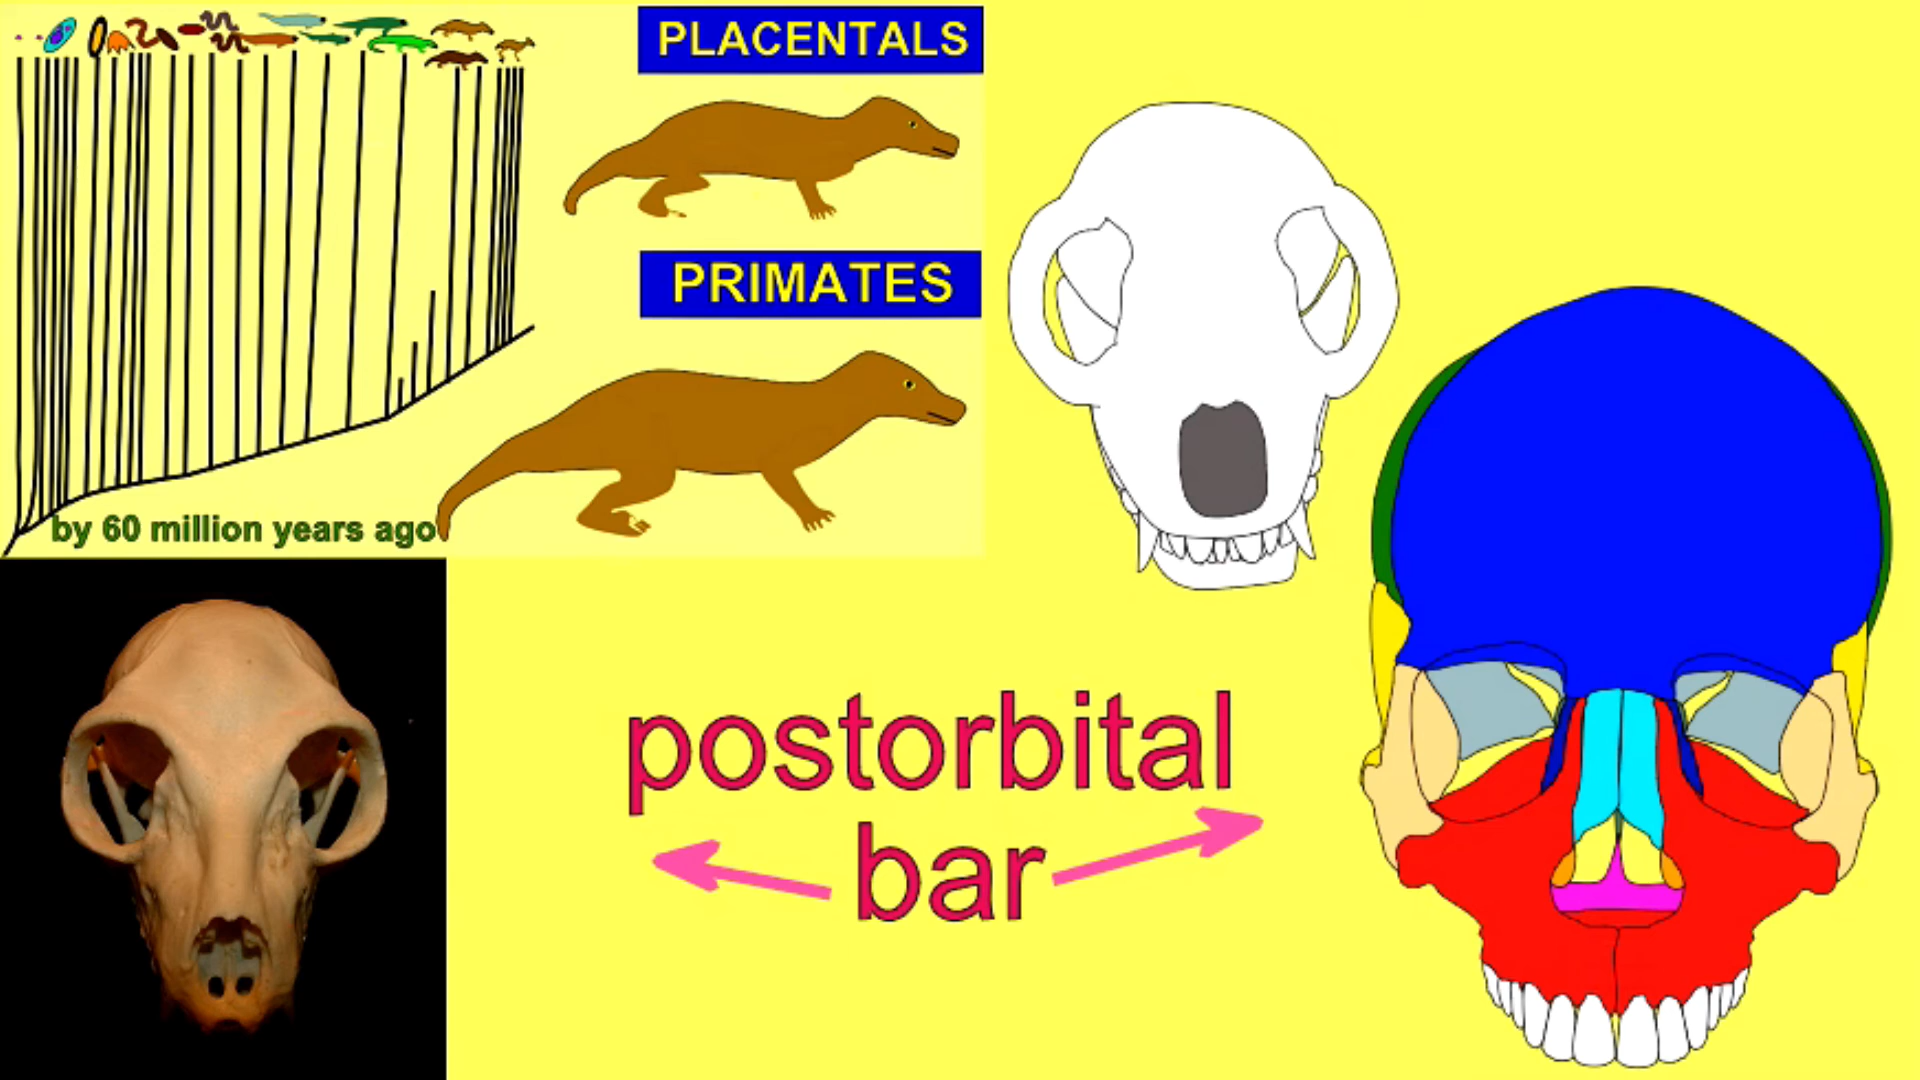 PLACENTALS
PRIMATES
by 60 million years ago
postorbital
bar